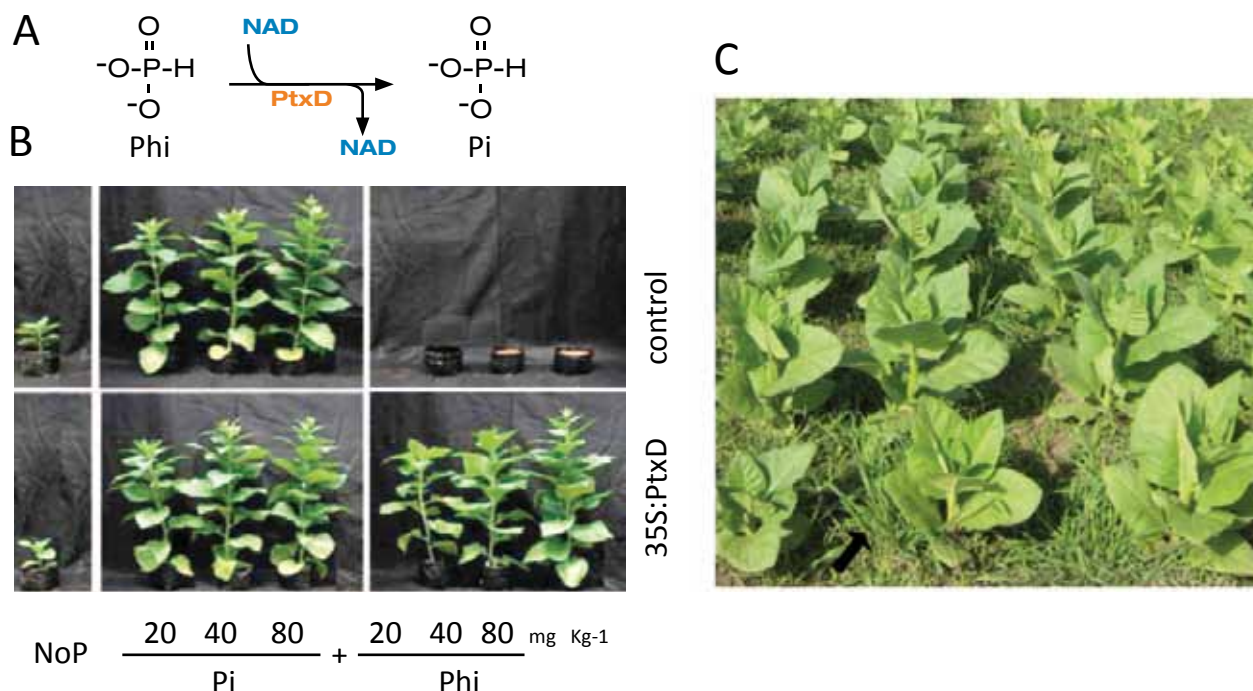 A
O
NAD
O
-O-P-H
-O-P-H
PtxD
-O
-O
Phi
NAD
Pi
B
control
35S:PtxD
NoP
20 40 80
Pi
+
20 40 80 mg Kg-1
Phi
C